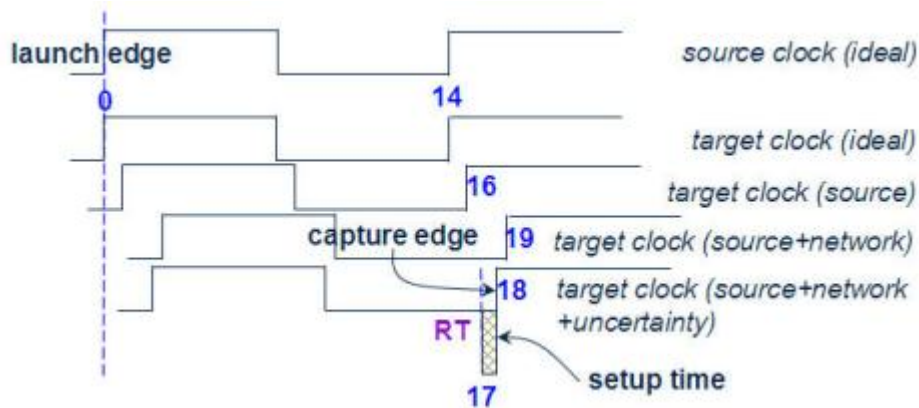 launch edge
source clock (ideal)
0
14
target clock (ideal)
16
target clock (source)
capture edge
19
target clock (source+network)
18
target clock (source+network
+uncertainty)
RT
setup time
17